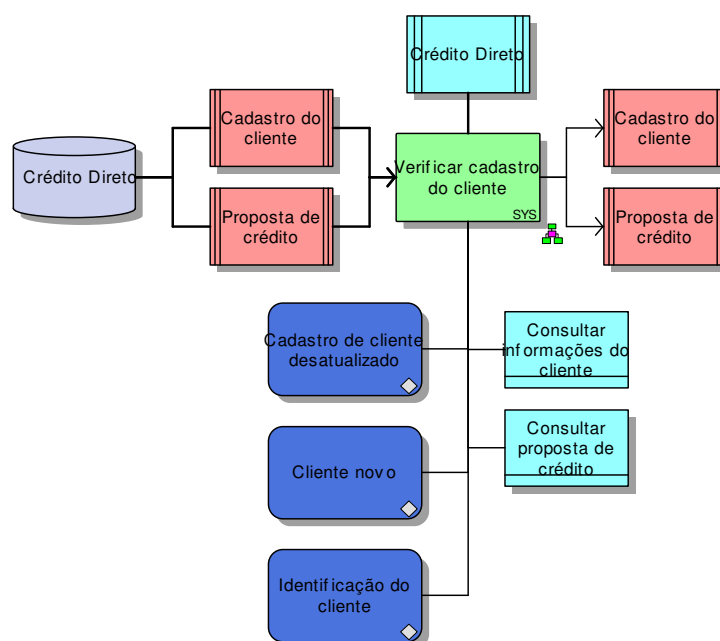 Crédito Direto
Cadastro do
cliente
Cadastro do
cliente
Verificar cadastro
do cliente
SYS
Crédito Direto
Proposta de
crédito
Proposta de
crédito
Cadastro de cliente
desatualizado
Consultar
informações do
cliente
Cliente novo
Consultar
proposta de
crédito
Identificação do
cliente